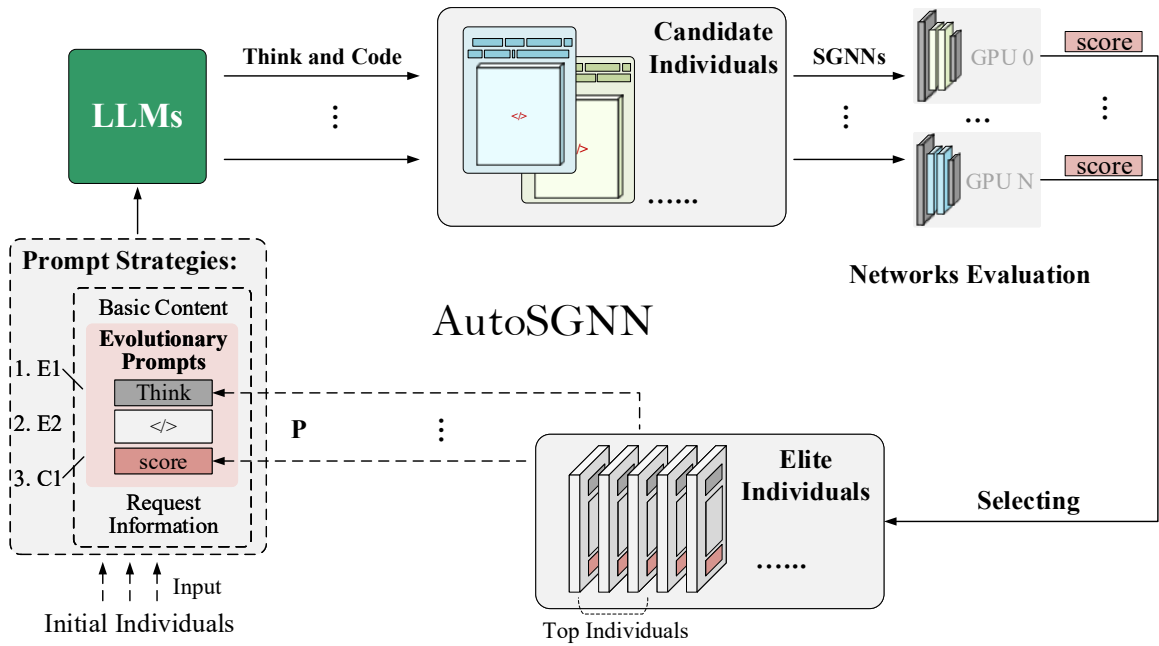 LLMs
Think and Code
⋮
Candidate
Individuals
</>
/>
......
SGNNs
⋮
GPU 0
...
GPU N
score
⋮
score
Networks Evaluation
Prompt Strategies:
Basic Content
Evolutionary
Prompts
Think
</>
score
Request
Information
1. E1
2. E2
3. C1
Input
Initial Individuals
AutoSGNN
P
⋮
Elite
Individuals
......
Top Individuals
Selecting